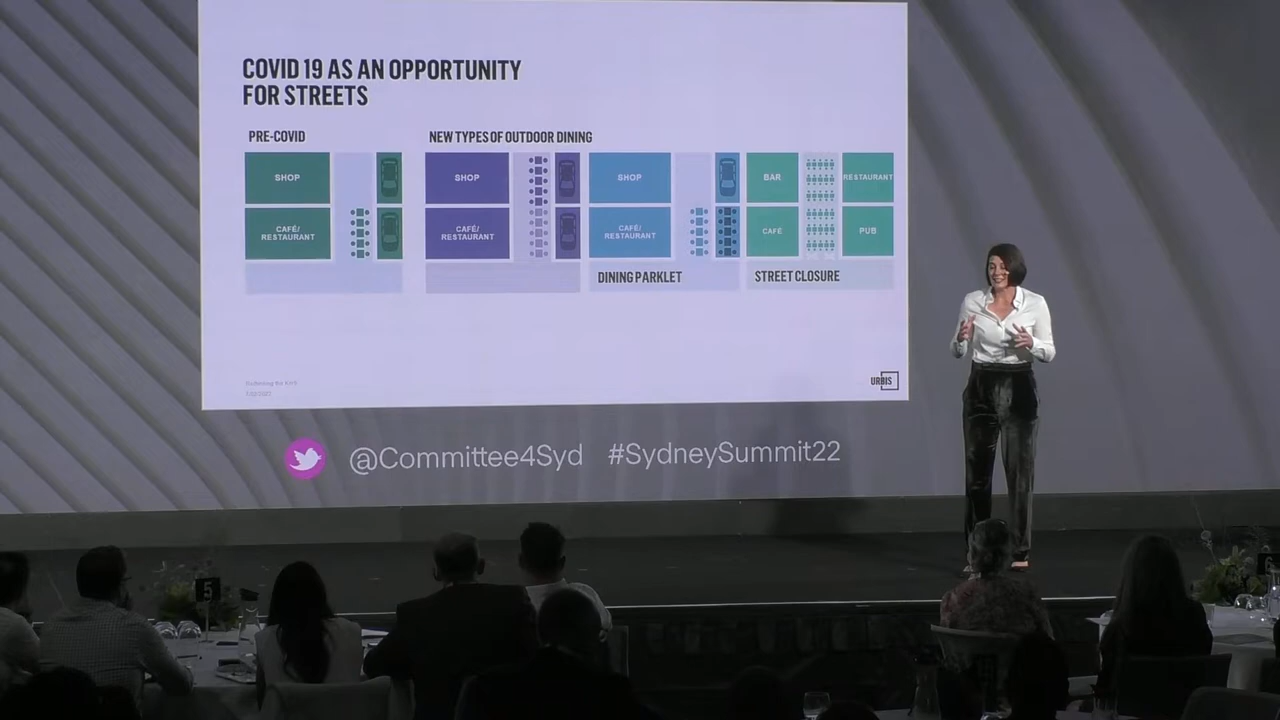 COVID 19 AS AN OPPORTUNITY
FOR STREETS
PRE-COVID
NEW TYPES OF OUTDOOR DINING
SHOP
CAFÉ/
RESTAURANT
SHOP
CAFÉ/
RESTAURANT
SHOP
CAFÉ/
RESTAURANT
DINING PARKLET
BAR
RESTAURANT
CAFÉ
PUB
STREET CLOSURE
URBIS
@Committee4Syd #SydneySummit22
5